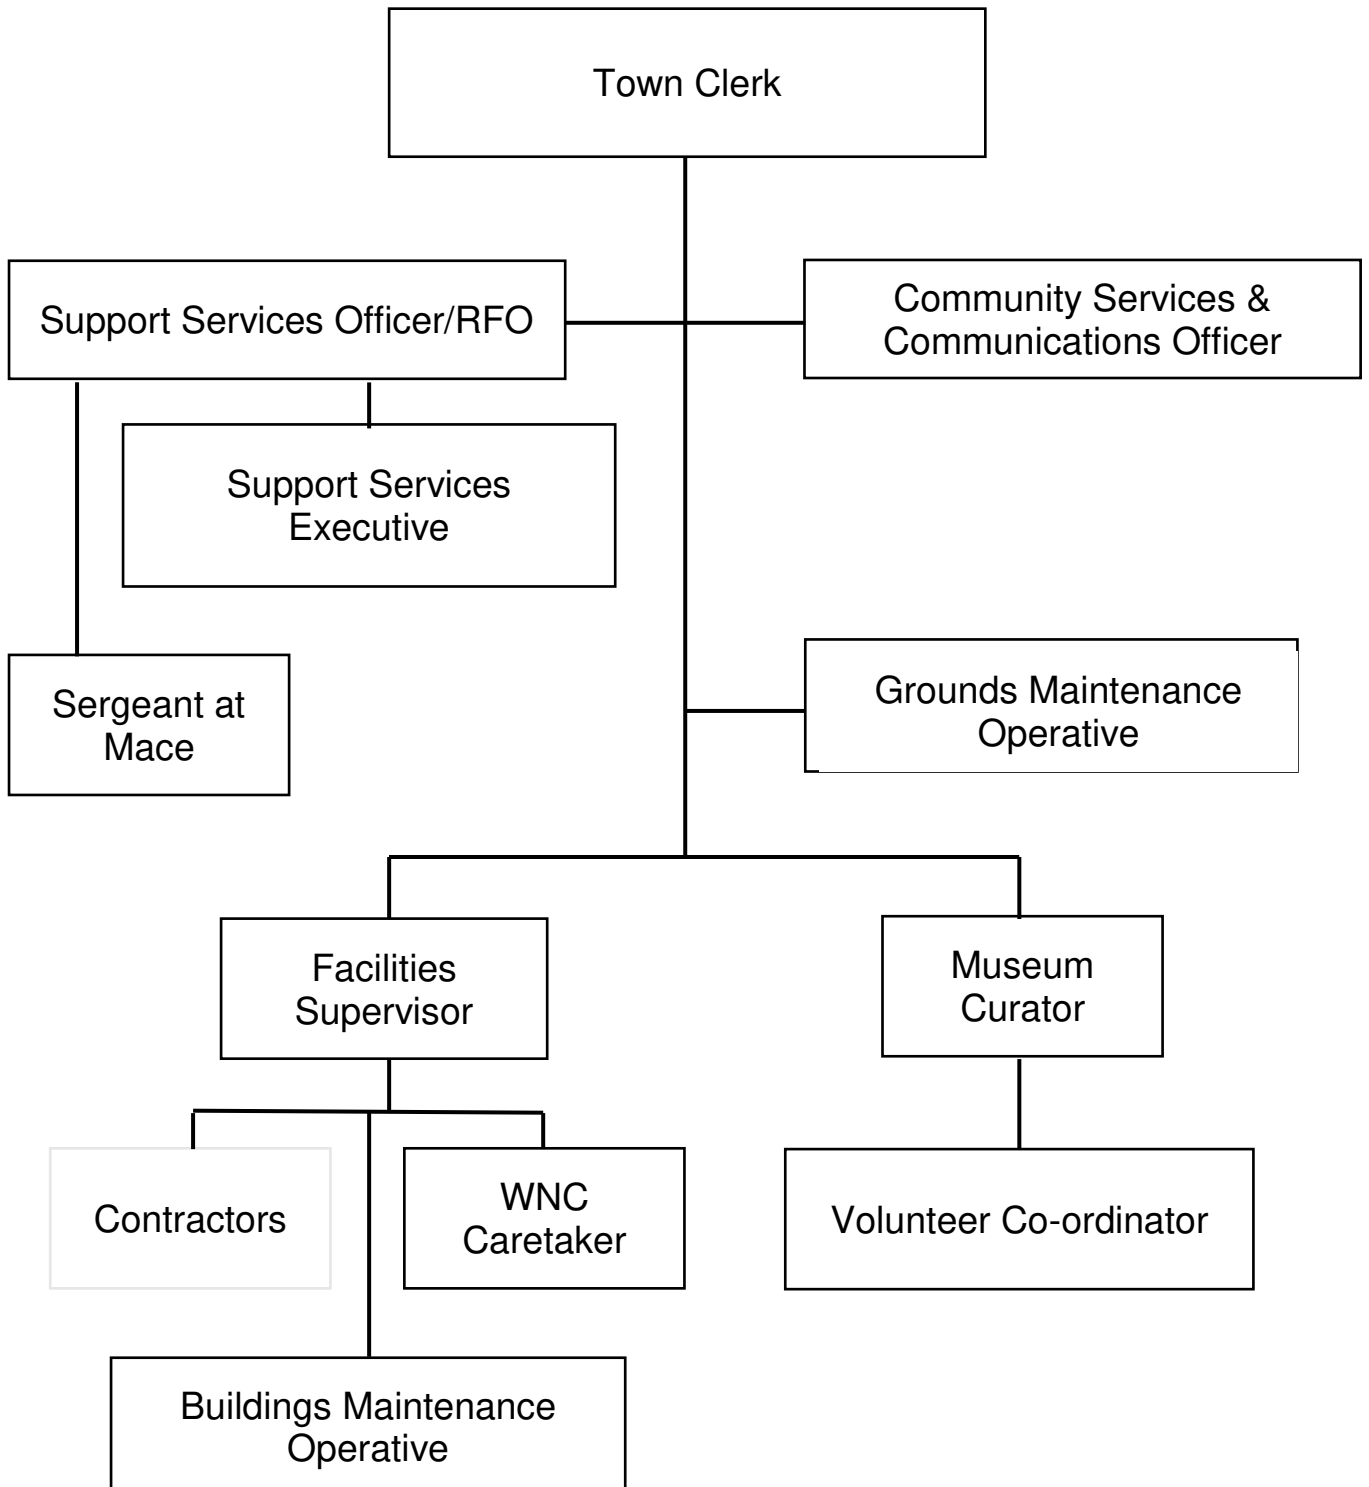 Town Clerk
Support Services Officer/RFO
Community Services &
Communications Officer
Support Services
Executive
Sergeant at
Mace
Grounds Maintenance
Operative
Facilities
Supervisor
Museum
Curator
Contractors
WNC
Caretaker
Volunteer Co-ordinator
Buildings Maintenance
Operative